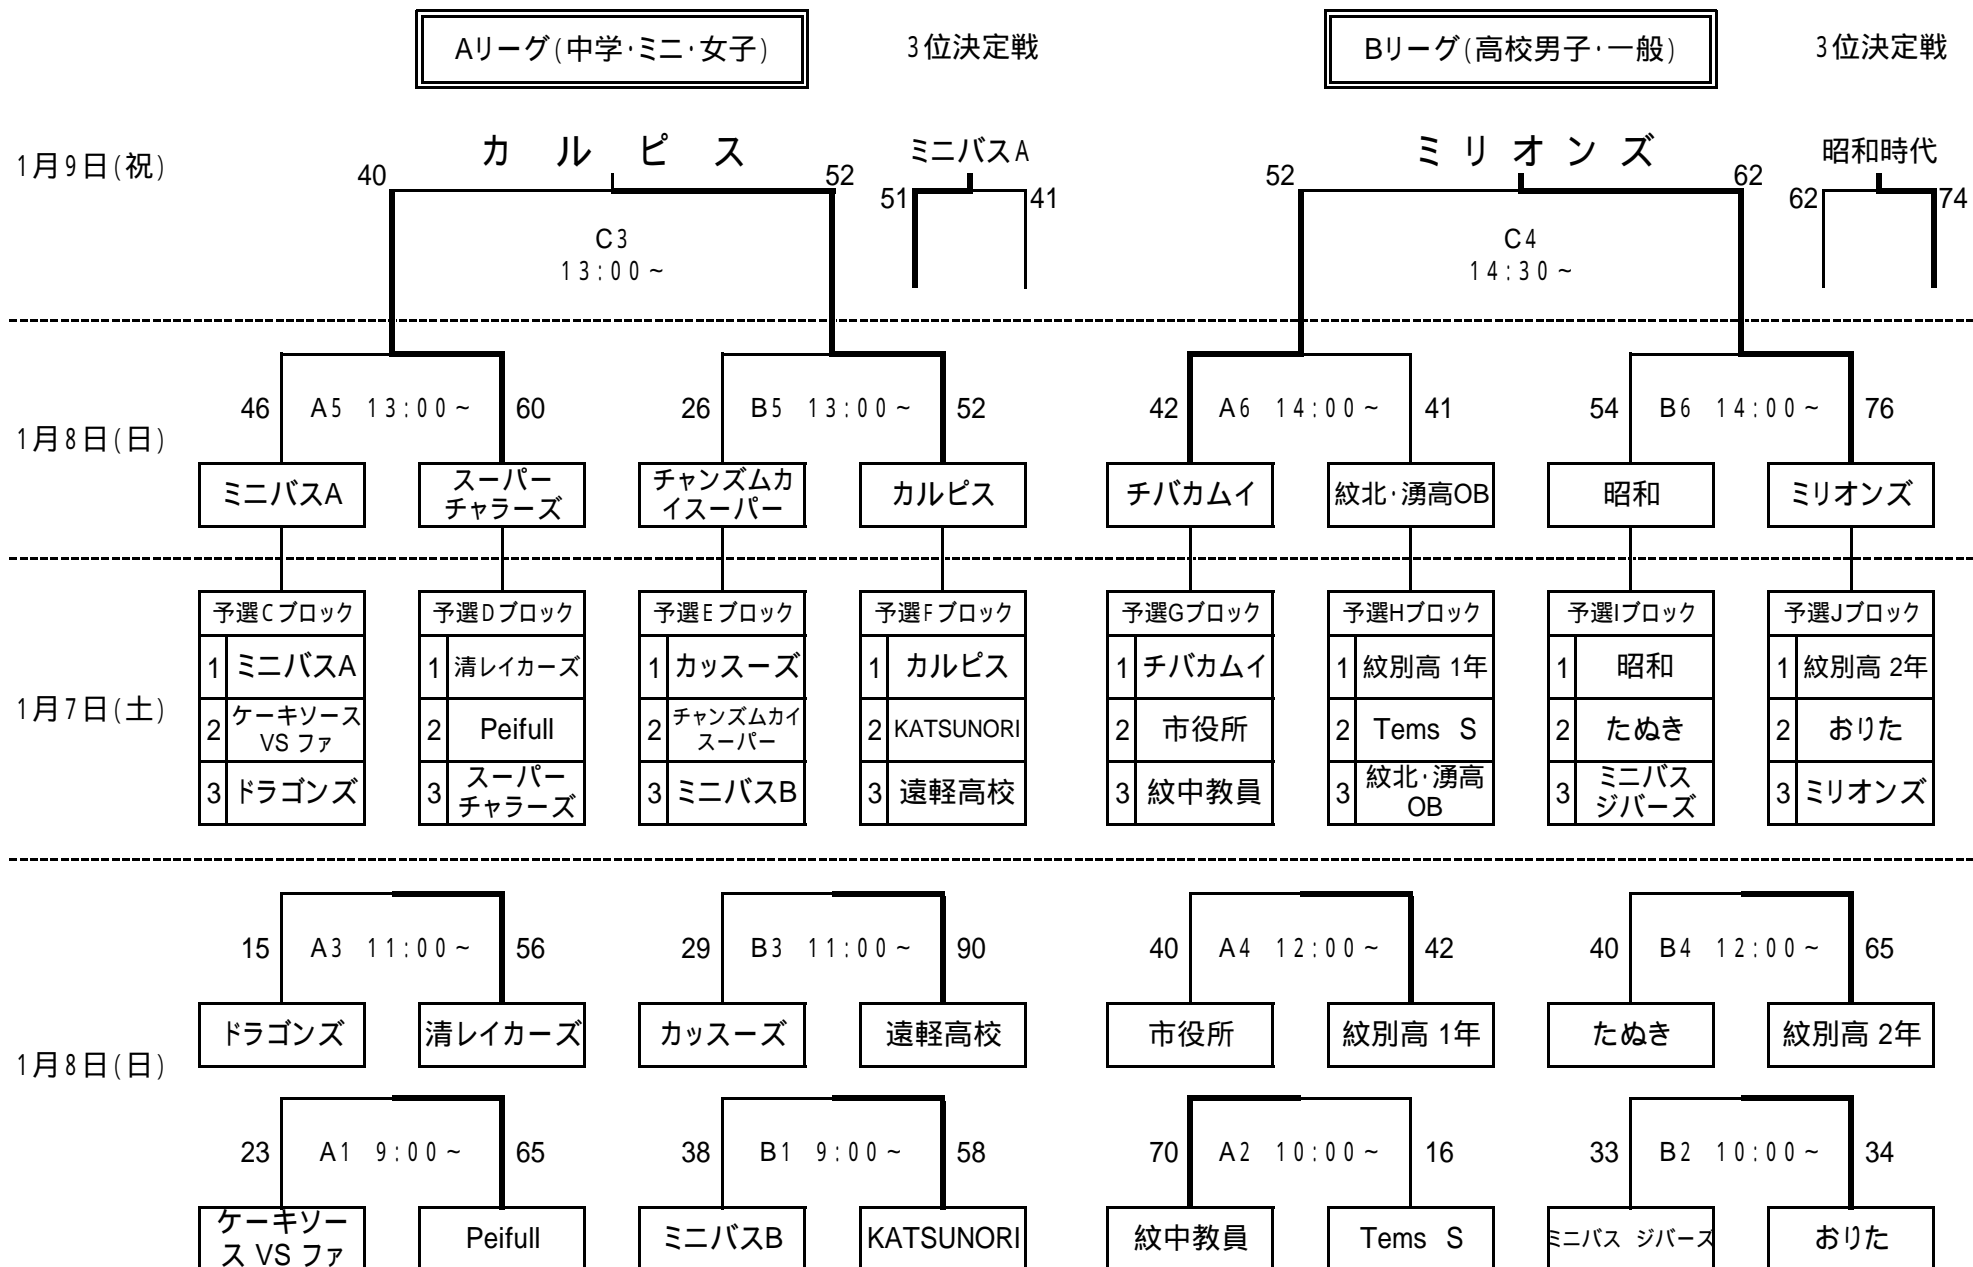 Aリーグ(中学・ミニ・女子) 3位決定戦 Bリーグ(高校男子・一般) 3位決定戦
1月9日(祝) カルピス ミニバスA ミリオンズ 昭和時代
40 52 51 41 52 62 62 74
C3 C4
13:00~ 14:30~
1月8日(日)
46 A5 13:00~ 60 26 B5 13:00~ 52 42 A6 14:00~ 41 54 B6 14:00~ 76
ミニバスA スーパー チャンズムカ カルピス チバカムイ 紋北・湧高OB 昭和 ミリオンズ
チャラーズ イスーパー
予選Cブロック 予選Dブロック 予選Eブロック 予選Fブロック 予選Gブロック 予選Hブロック 予選Iブロック 予選Jブロック
1月7日(土)
1 ミニバスA 1 清レイカーズ 1 カッスーズ 1 カルピス 1 チバカムイ 1 紋別高 1年 1 昭和 1 紋別高 2年
2 ケーキソース 2 Peifull 2 チャンズムカイ 2 KATSUNORI 2 市役所 2 Tems S 2 たぬき 2 おりた
VS ファ スーパー
3 ドラゴンズ 3 スーパー 3 ミニバスB 3 遠軽高校 3 紋中教員 3 紋北・湧高 3 ミニバス 3 ミリオンズ
チャラーズ OB ジバーズ
1月8日(日)
15 A3 11:00~ 56 29 B3 11:00~ 90 40 A4 12:00~ 42 40 B4 12:00~ 65
ドラゴンズ 清レイカーズ カッスーズ 遠軽高校 市役所 紋別高 1年 たぬき 紋別高 2年
23 A1 9:00~ 65 38 B1 9:00~ 58 70 A2 10:00~ 16 33 B2 10:00~ 34
ケーキソー Peifull ミニバスB KATSUNORI 紋中教員 Tems S ミニバス ジバーズ おりた
ス VS ファ